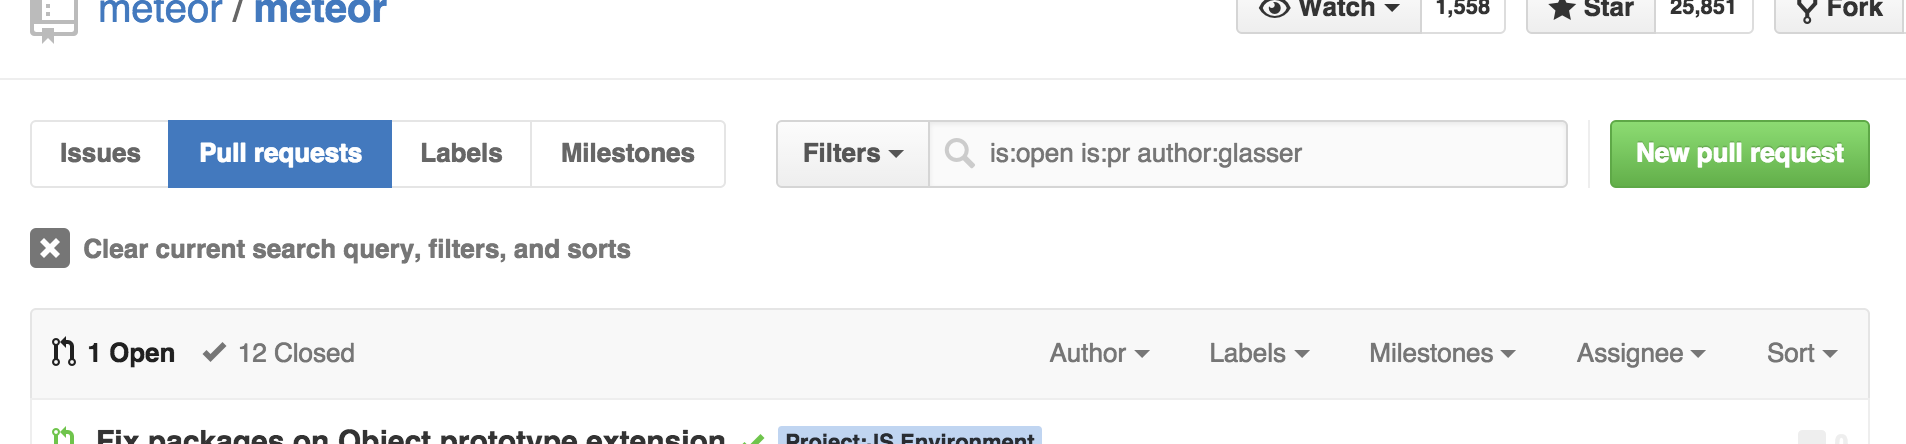 meteor / meteor
Watch 1,558 Star 25,851 Fork
Issues Pull requests Labels Milestones Filters is:open is:pr author:glasser New pull request
Clear current search query, filters, and sorts
1 Open 12 Closed Author Labels Milestones Assignee Sort
Fix packages on Object prototype extension Project:JS Environment 0